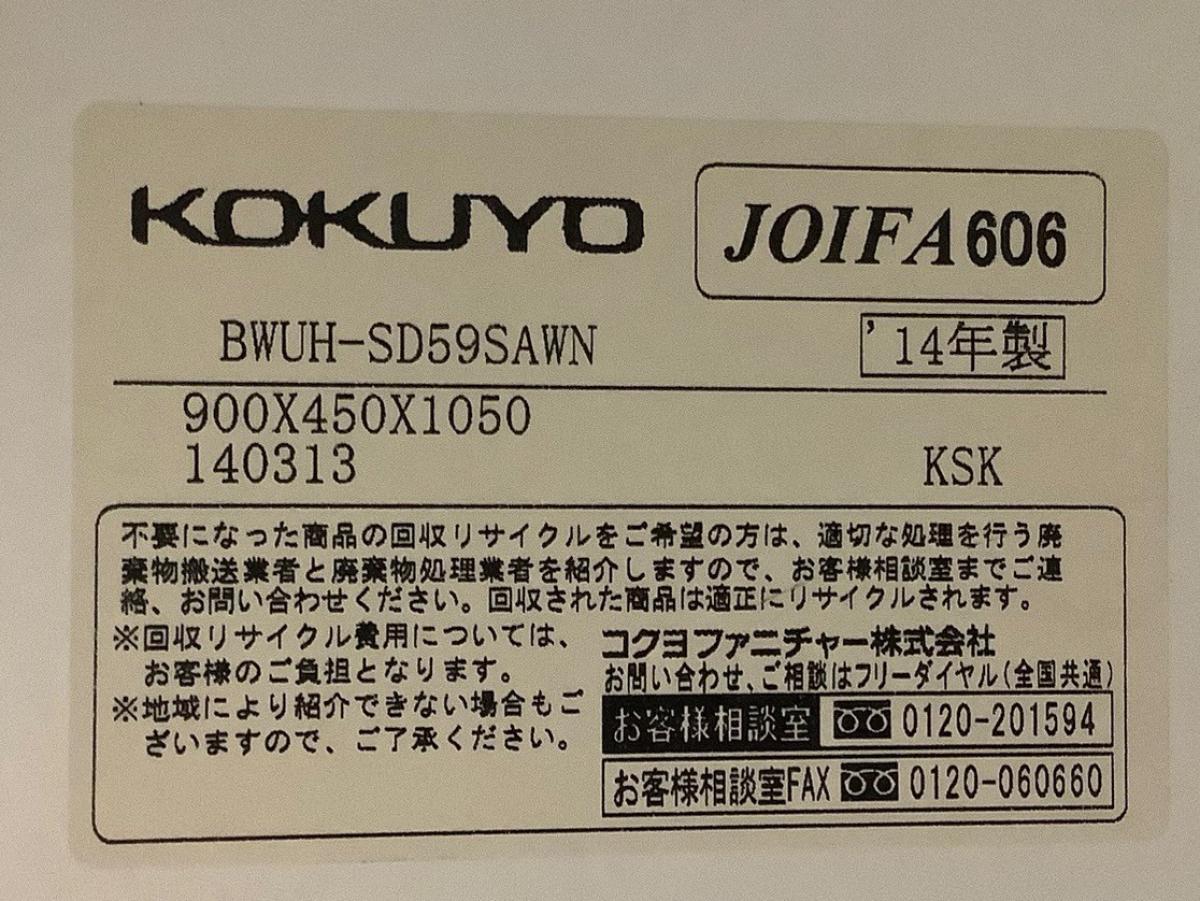 KOKUYO
JOIFA606
BWUH-SD59SAWN
'14年製
900X450X1050
140313
KSK
不要になった商品の回収リサイクルをご希望の方は、適切な処理を行う廃
棄物搬送業者と廃棄物処理業者を紹介しますので、お客様相談室までご連
絡、お問い合わせください。回収された商品は適正にリサイクルされます。
※回収リサイクル費用については、
お客様のご負担となります。
※地域により紹介できない場合もご
ざいますので、ご了承ください。
コクヨファニチャー株式会社
お問い合わせ、ご相談はフリーダイヤル(全国共通)
お客様相談室 0120-201594
お客様相談室FAX 0120-060660